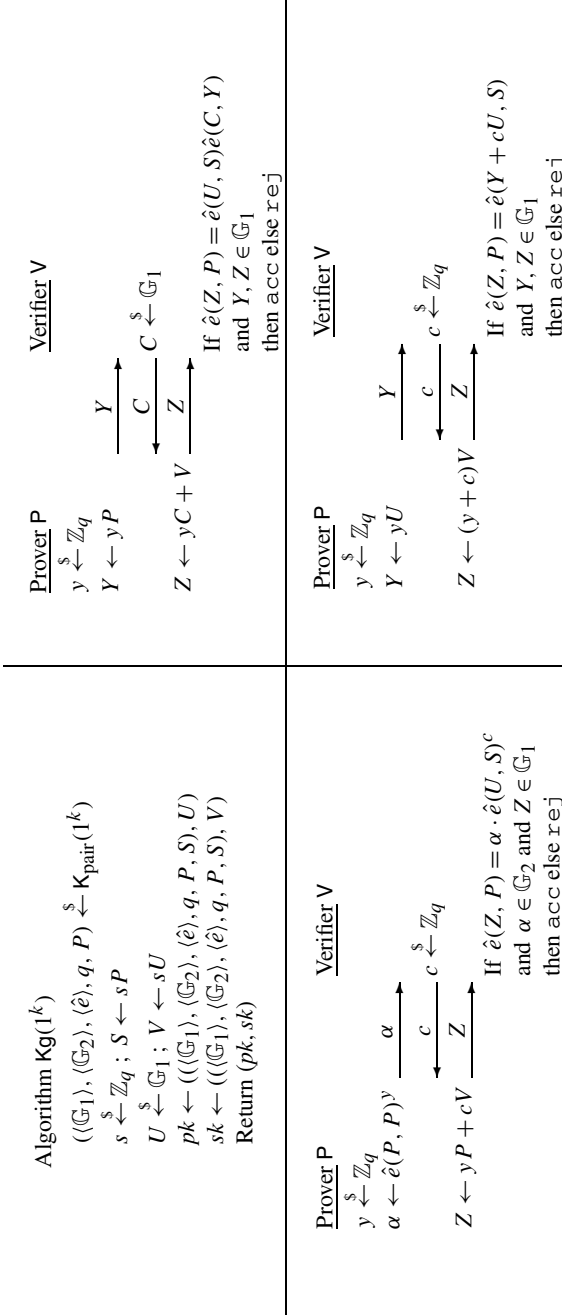 Algorithm Kg(1^k)
((⟨𝔾₁⟩, ⟨𝔾₂⟩, ⟨ê⟩, q, P) ←$ K_pair(1^k)
s ←$ ℤ_q ; S ← sP
U ←$ 𝔾₁ ; V ← sU
pk ← ((⟨𝔾₁⟩, ⟨𝔾₂⟩, ⟨ê⟩, q, P, S), U)
sk ← ((⟨𝔾₁⟩, ⟨𝔾₂⟩, ⟨ê⟩, q, P, S), V)
Return (pk, sk)
Prover P Verifier V
y ←$ ℤ_q
Y ← yP
Y
C
C ←$ 𝔾₁
Z ← yC + V
Z
If ê(Z, P) = ê(U, S)ê(C, Y)
and Y, Z ∈ 𝔾₁
then acc else rej
Prover P Verifier V
y ←$ ℤ_q
α ← ê(P, P)^y
α
c
c ←$ ℤ_q
Z ← yP + cV
Z
If ê(Z, P) = α · ê(U, S)^c
and α ∈ 𝔾₂ and Z ∈ 𝔾₁
then acc else rej
Prover P Verifier V
y ←$ ℤ_q
Y ← yU
Y
c
c ←$ ℤ_q
Z ← (y + c)V
Z
If ê(Z, P) = ê(Y + cU, S)
and Y, Z ∈ 𝔾₁
then acc else rej